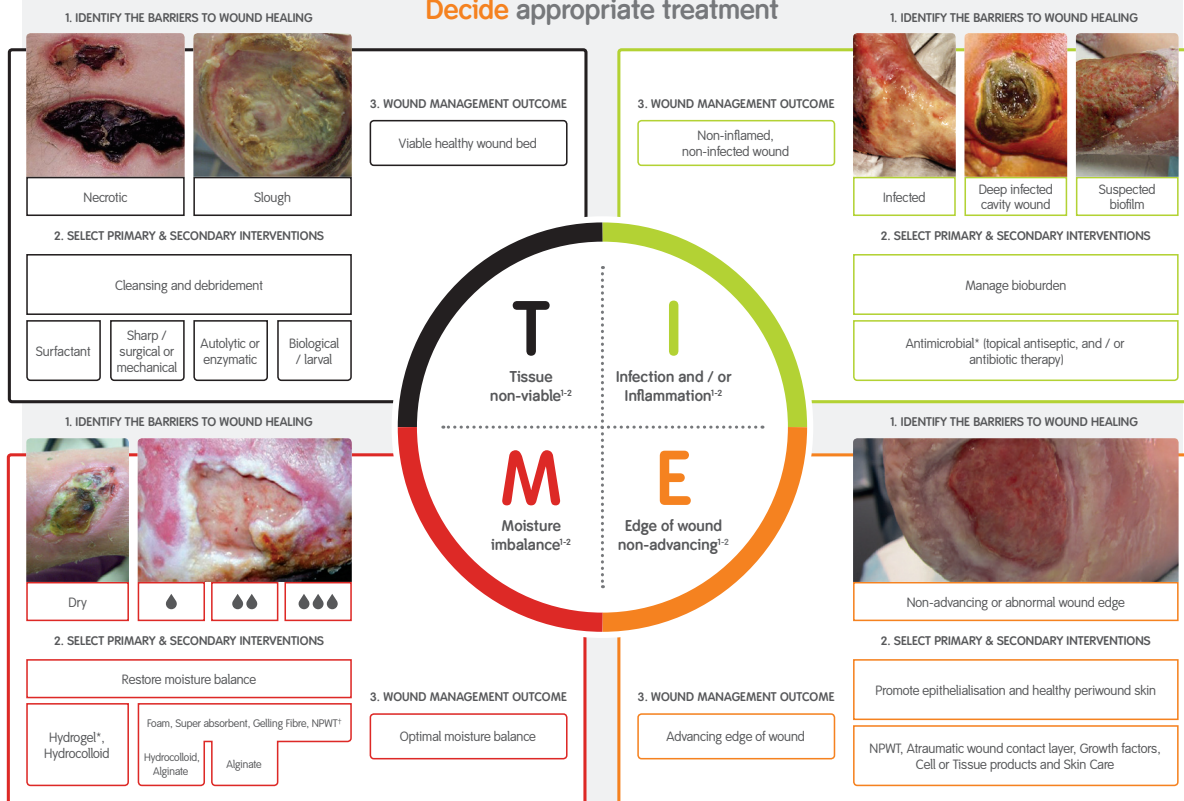 Decide appropriate treatment
1. IDENTIFY THE BARRIERS TO WOUND HEALING
Necrotic
Slough
2. SELECT PRIMARY & SECONDARY INTERVENTIONS
Cleansing and debridement
Surfactant
Sharp /
surgical or
mechanical
Autolytic or
enzymatic
Biological
/ larval
3. WOUND MANAGEMENT OUTCOME
Viable healthy wound bed
3. WOUND MANAGEMENT OUTCOME
Non-inflamed,
non-infected wound
1. IDENTIFY THE BARRIERS TO WOUND HEALING
Infected
Deep infected
cavity wound
Suspected
biofilm
2. SELECT PRIMARY & SECONDARY INTERVENTIONS
Manage bioburden
Antimicrobial* (topical antiseptic, and / or
antibiotic therapy)
T
Tissue
non-viable¹⁻²
I
Infection and / or
Inflammation¹⁻²
M
Moisture
imbalance¹⁻²
E
Edge of wound
non-advancing¹⁻²
1. IDENTIFY THE BARRIERS TO WOUND HEALING
Dry
2. SELECT PRIMARY & SECONDARY INTERVENTIONS
Restore moisture balance
Hydrogel*,
Hydrocolloid
Foam, Super absorbent, Gelling Fibre, NPWT†
Hydrocolloid,
Alginate
Alginate
3. WOUND MANAGEMENT OUTCOME
Optimal moisture balance
3. WOUND MANAGEMENT OUTCOME
Advancing edge of wound
1. IDENTIFY THE BARRIERS TO WOUND HEALING
Non-advancing or abnormal wound edge
2. SELECT PRIMARY & SECONDARY INTERVENTIONS
Promote epithelialisation and healthy periwound skin
NPWT, Atraumatic wound contact layer, Growth factors,
Cell or Tissue products and Skin Care